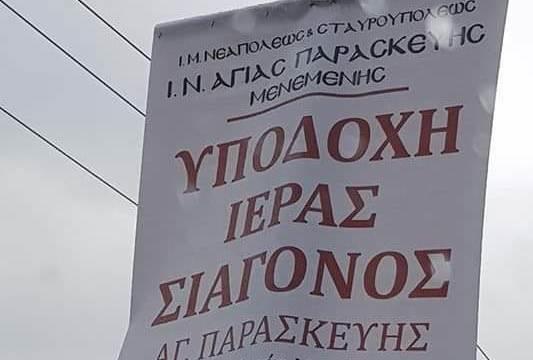 Ι.Μ. ΝΕΑΠΟΛΕΩΣ & ΣΤΑΥΡΟΥΠΟΛΕΩΣ
Ι.Ν. ΑΓΙΑΣ ΠΑΡΑΣΚΕΥΗΣ
ΜΕΝΕΜΕΝΗΣ
ΥΠΟΔΟΧΗ
ΙΕΡΑΣ
ΣΙΑΓΟΝΟΣ
ΑΓ. ΠΑΡΑΣΚΕΥΗΣ